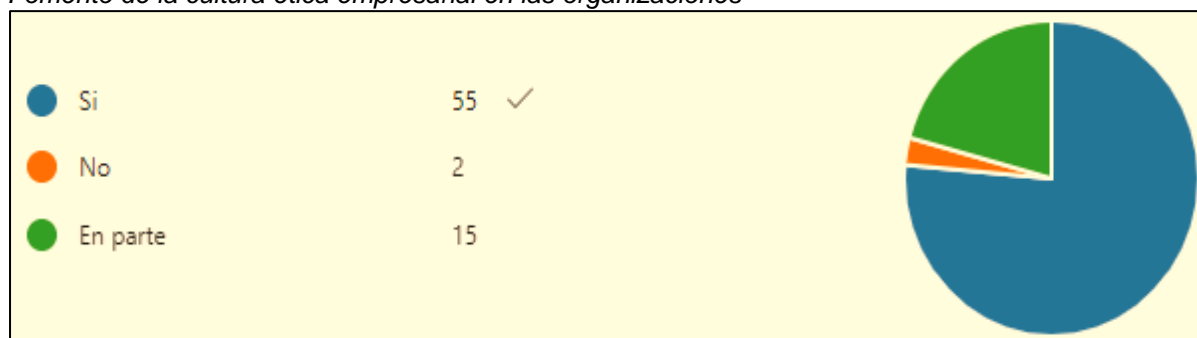 Fomento de la cultura ética empresarial en las organizaciones
Si 55
No 2
En parte 15